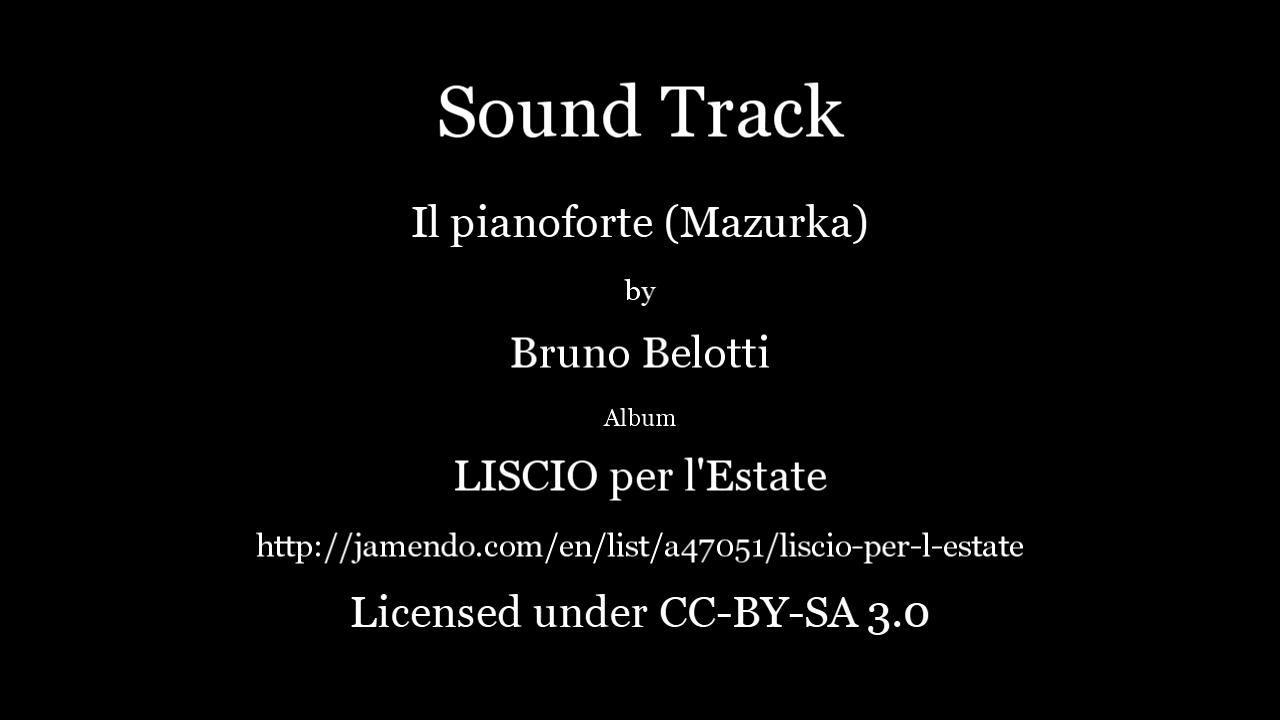 Sound Track
Il pianoforte (Mazurka)
by
Bruno Belotti
Album
LISCIO per l'Estate
http://jamendo.com/en/list/a47051/liscio-per-l-estate
Licensed under CC-BY-SA 3.0